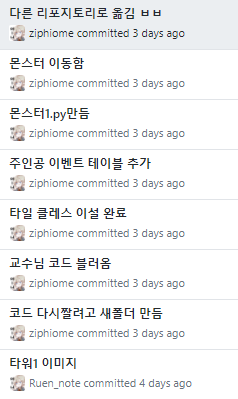 다른 리포지토리로 옮김 ㅂㅂ
ziphiome committed 3 days ago
몬스터 이동함
ziphiome committed 3 days ago
몬스터1.py만듬
ziphiome committed 3 days ago
주인공 이벤트 테이블 추가
ziphiome committed 3 days ago
타일 클레스 이설 완료
ziphiome committed 3 days ago
교수님 코드 블러옴
ziphiome committed 3 days ago
코드 다시짤려고 새폴더 만듬
ziphiome committed 3 days ago
타워1 이미지
Ruen_note committed 4 days ago